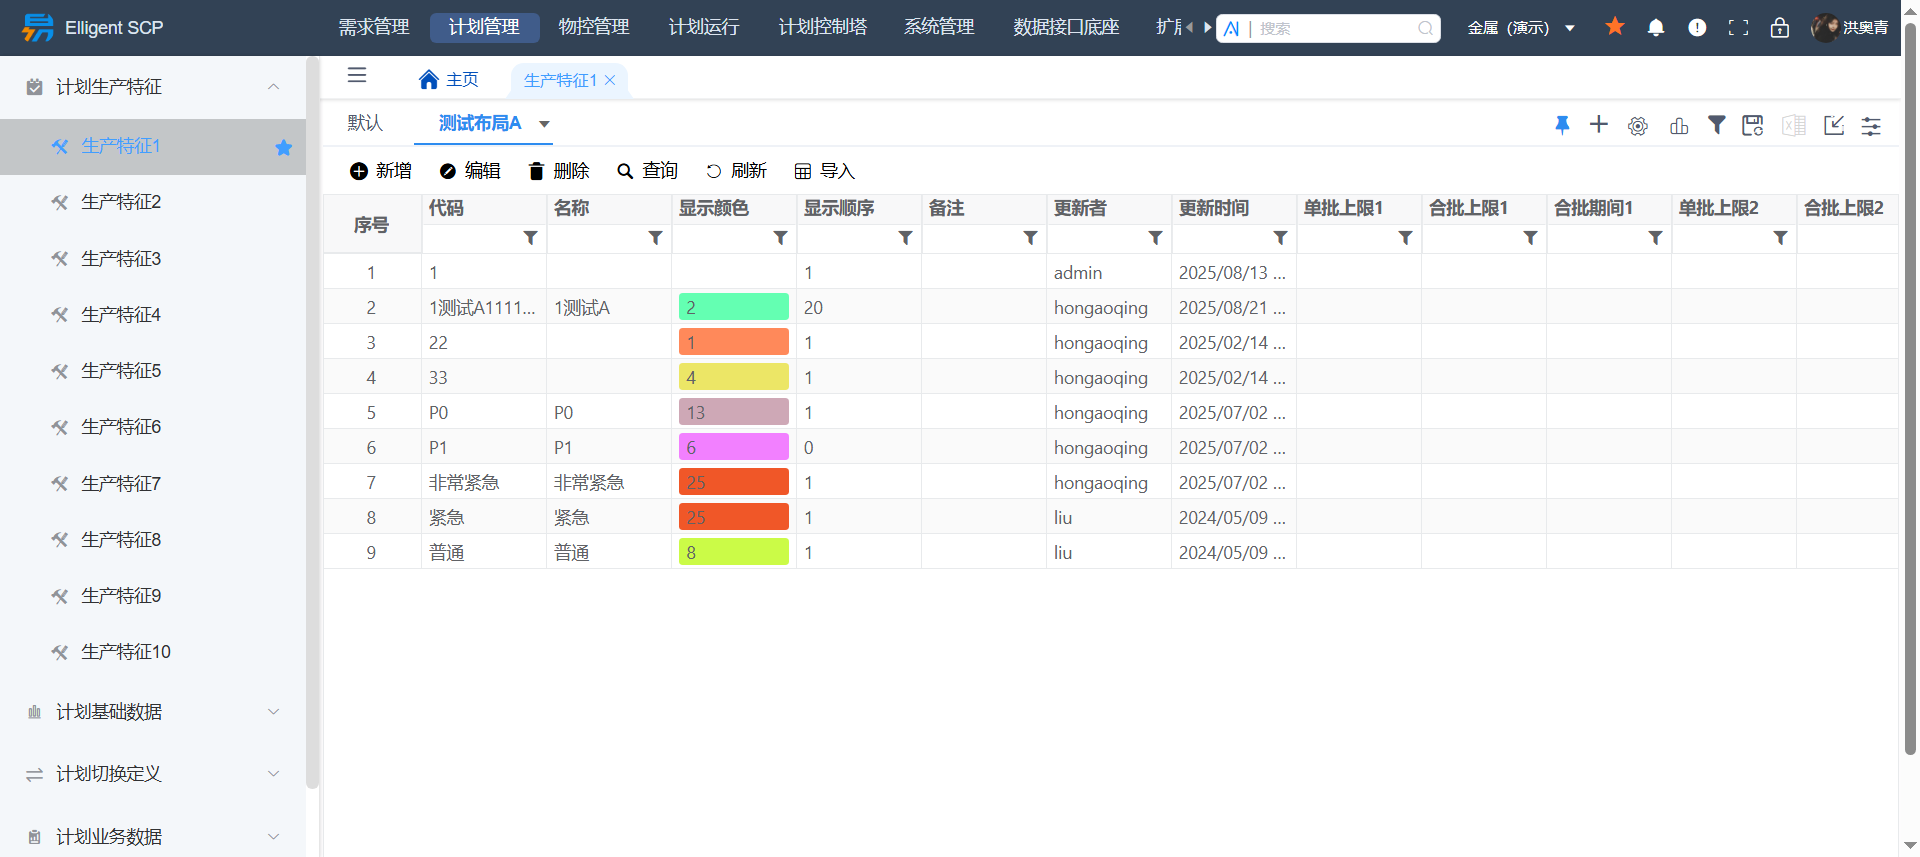 Elligent SCP
需求管理 计划管理 物控管理 计划运行 计划控制塔 系统管理 数据接口底座
AI | 搜索
金属 (演示)
洪奥青
计划生产特征
生产特征1
生产特征2
生产特征3
生产特征4
生产特征5
生产特征6
生产特征7
生产特征8
生产特征9
生产特征10
计划基础数据
计划切换定义
计划业务数据
主页 生产特征1
默认 测试布局A
新增 编辑 删除 查询 刷新 导入
序号 代码 名称 显示颜色 显示顺序 备注 更新者 更新时间 单批上限1 合批上限1 合批期间1 单批上限2 合批上限2
1 1 1 admin 2025/08/13 ...
2 1测试A1111... 1测试A 2 20 hongaoqing 2025/08/21 ...
3 22 1 1 hongaoqing 2025/02/14 ...
4 33 4 1 hongaoqing 2025/02/14 ...
5 P0 P0 13 1 hongaoqing 2025/07/02 ...
6 P1 P1 6 0 hongaoqing 2025/07/02 ...
7 非常紧急 非常紧急 25 1 hongaoqing 2025/07/02 ...
8 紧急 紧急 25 1 liu 2024/05/09 ...
9 普通 普通 8 1 liu 2024/05/09 ...